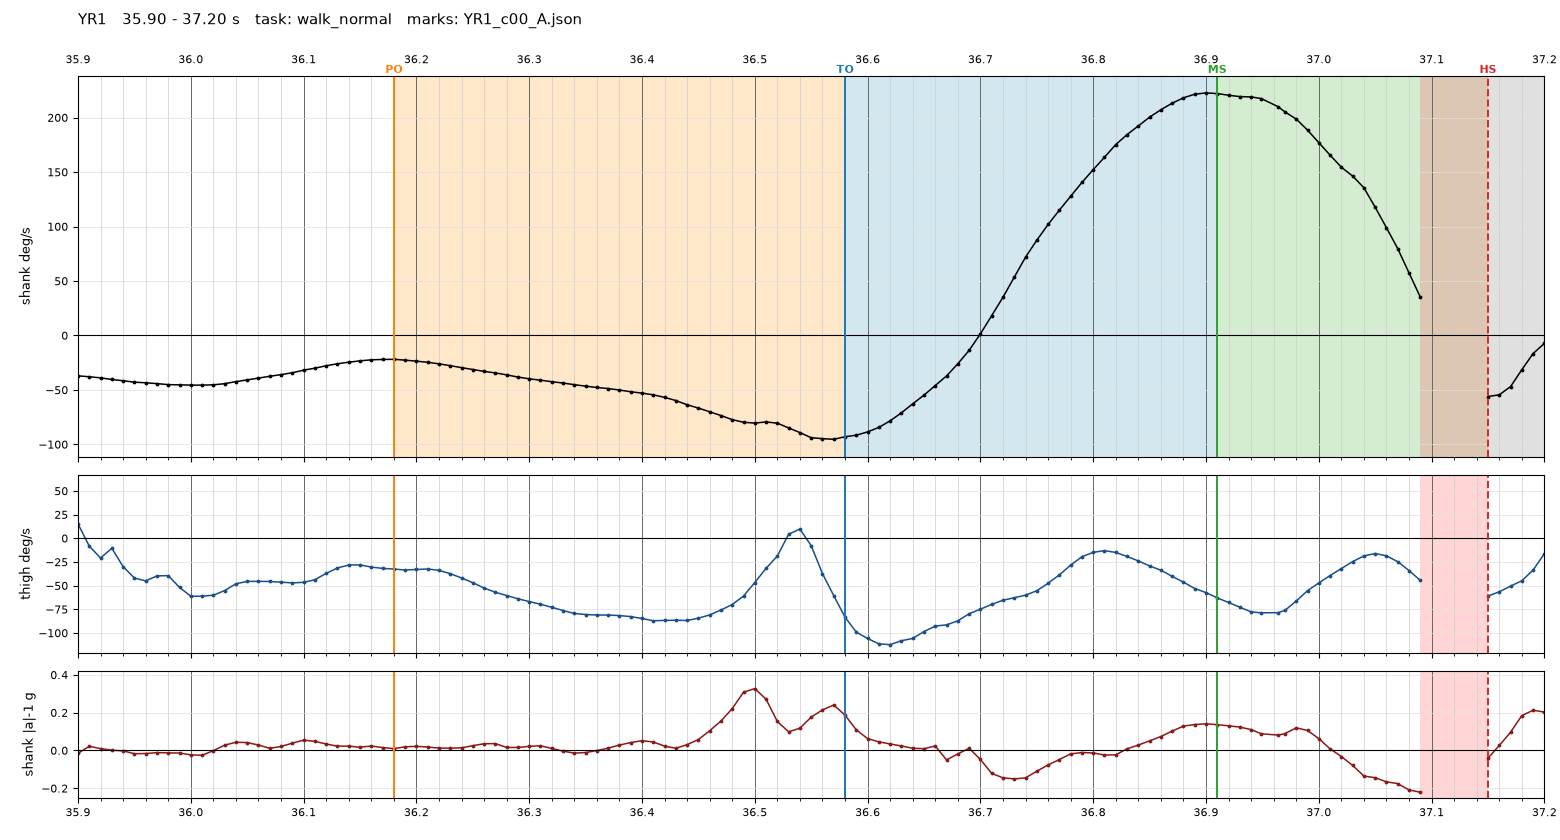 YR1   35.90 - 37.20 s   task: walk_normal   marks: YR1_c00_A.json
35.9 36.0 36.1 36.2 36.3 36.4 36.5 36.6 36.7 36.8 36.9 37.0 37.1 37.2
PO TO MS HS
shank deg/s
200
150
100
50
0
−50
−100
thigh deg/s
50
25
0
−25
−50
−75
−100
shank |a|-1 g
0.4
0.2
0.0
−0.2
35.9 36.0 36.1 36.2 36.3 36.4 36.5 36.6 36.7 36.8 36.9 37.0 37.1 37.2